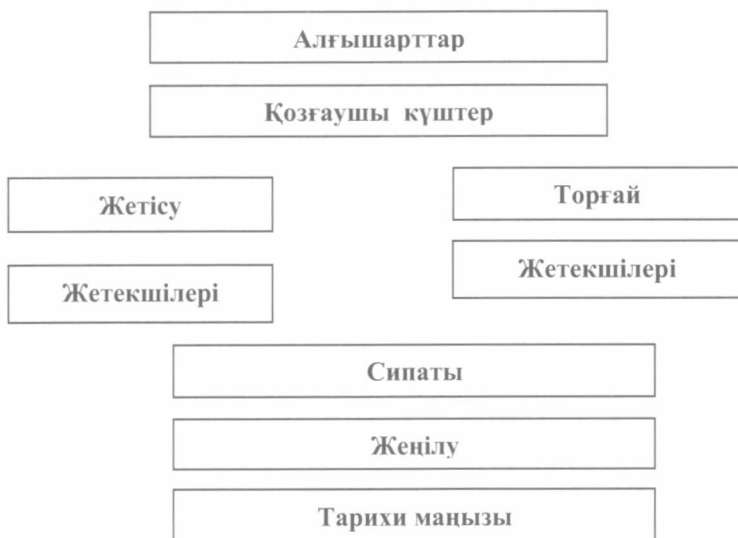 Алғышарттар
Қозғаушы күштер
Жетісу
Торғай
Жетекшілері
Жетекшілері
Сипаты
Жеңілу
Тарихи маңызы